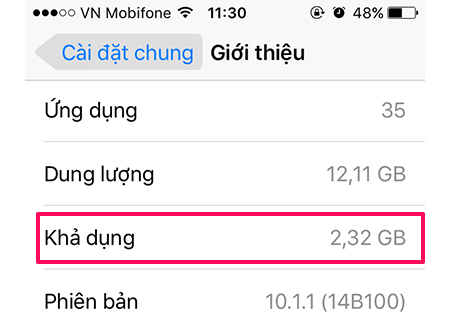 VN Mobifone 11:30 48%
Cài đặt chung Giới thiệu
Ứng dụng 35
Dung lượng 12,11 GB
Khả dụng 2,32 GB
Phiên bản 10.1.1 (14B100)